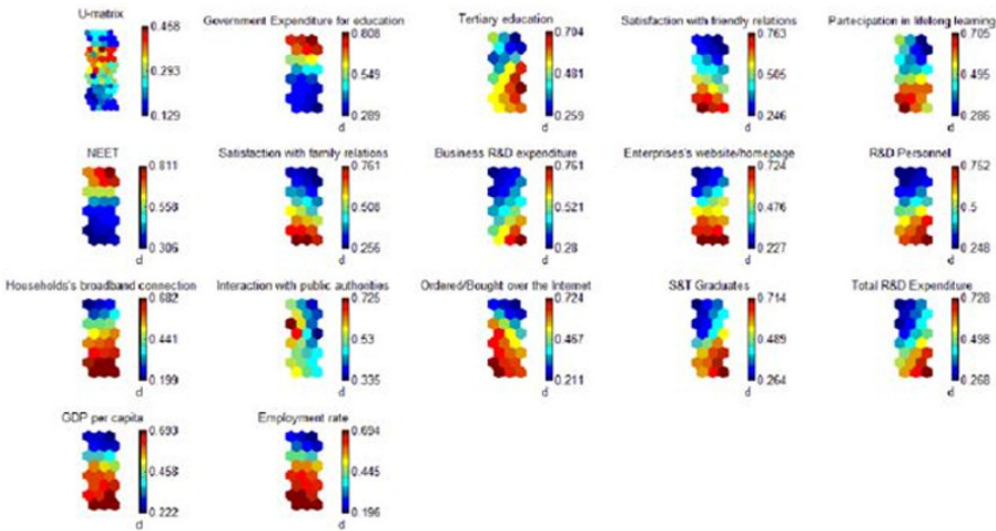 U-matrix
0.458
0.293
0.129
Government Expenditure for education
0.808
0.549
0.289
d
Tertiary education
0.704
0.481
0.259
d
Satisfaction with friendly relations
0.763
0.505
0.246
d
Partecipation in lifelong learning
0.705
0.495
0.286
d
NEET
0.811
0.558
0.306
d
Satisfaction with family relations
0.761
0.508
0.256
d
Business R&D expenditure
0.761
0.521
0.28
d
Enterprises's website/homepage
0.724
0.476
0.227
d
R&D Personnel
0.752
0.5
0.248
d
Households's broadband connection
0.682
0.441
0.199
d
Interaction with public authorities
0.725
0.53
0.335
d
Ordered/Bought over the Internet
0.724
0.467
0.211
d
S&T Graduates
0.714
0.489
0.264
d
Total R&D Expenditure
0.728
0.498
0.268
d
GDP per capita
0.693
0.458
0.222
d
Employment rate
0.694
0.445
0.196
d